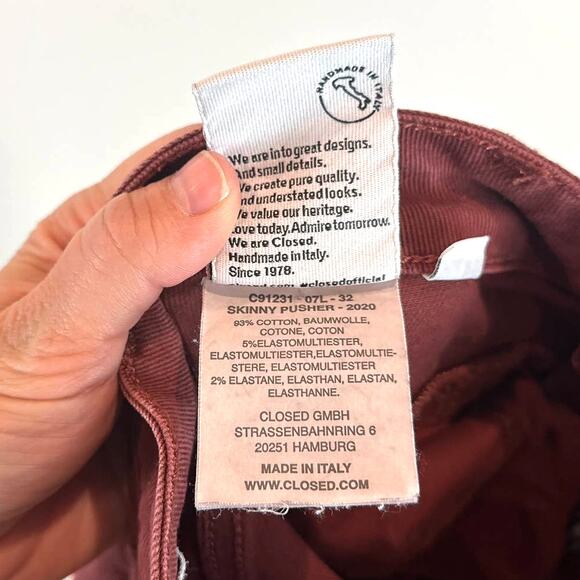 HANDMADE IN ITALY
We are into great designs.
And small details.
We create pure quality.
And understated looks.
We value our heritage.
Love today. Admire tomorrow.
We are Closed.
Handmade in Italy.
Since 1978.
#closedofficial
C91231 - 07L - 32
SKINNY PUSHER - 2020
93% COTTON, BAUMWOLLE,
COTONE, COTON
5%ELASTOMULTIESTER,
ELASTOMULTIESTER,ELASTOMULTIE-
STER, ELASTOMULTIESTER
2% ELASTANE, ELASTHAN, ELASTAN,
ELASTHANNE.
CLOSED GMBH
STRASSENBAHNRING 6
20251 HAMBURG
MADE IN ITALY
WWW.CLOSED.COM